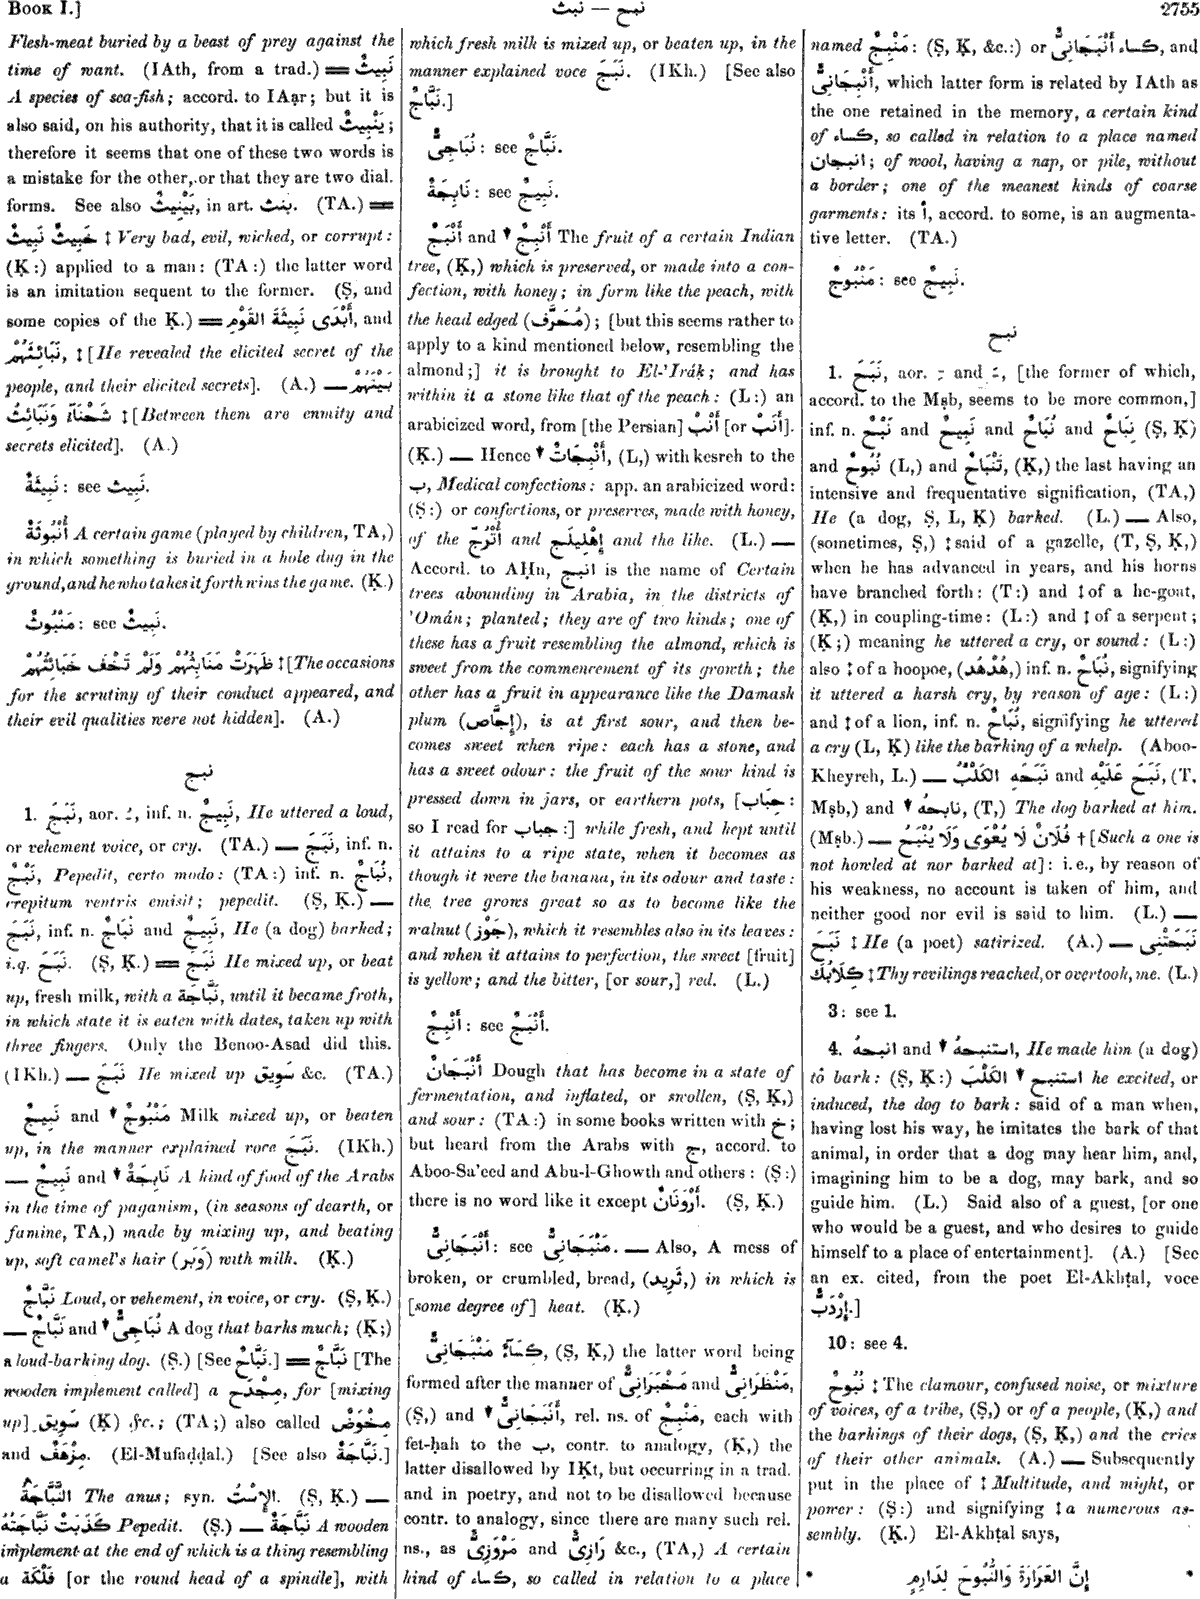 BOOK I.]
نبث — نبج
2755
Flesh-meat buried by a beast of prey against the
time of want. (IAth, from a trad.) ═ نَبِيثٌ
A species of sea-fish; accord. to IAạr; but it is
also said, on his authority, that it is called يَنْبِيثٌ;
therefore it seems that one of these two words is
a mistake for the other, or that they are two dial.
forms. See also بَيْنِيثٌ, in art. بنث. (TA.) ═
خَبِيثٌ نَبِيثٌ ‡ Very bad, evil, wicked, or corrupt:
(Ḳ:) applied to a man: (TA:) the latter word
is an imitation sequent to the former. (Ṣ, and
some copies of the Ḳ.) ═ أَبْدَى نَبِيثَةَ القَوْمِ, and
نَبَائِثَهُمْ, ‡ [He revealed the elicited secret of the
people, and their elicited secrets]. (A.) — بَيْنَهُمْ
شَحْنَآءُ وَنَبَائِثُ ‡ [Between them are enmity and
secrets elicited]. (A.)
نَبِيثَةٌ: see نَبِيث.
أُنْبُوثَةٌ A certain game (played by children, TA,)
in which something is buried in a hole dug in the
ground, and he who takes it forth wins the game. (Ḳ.)
مَنْبُوثٌ: see نَبِيثٌ.
ظَهَرَتْ مَنَابِثُهُمْ وَلَمْ تَخْفَ خَبَائِثُهُمْ ‡ [The occasions
for the scrutiny of their conduct appeared, and
their evil qualities were not hidden]. (A.)
نبج
1. نَبَجَ, aor. ـُ, inf. n. نَبِيجٌ, He uttered a loud,
or vehement voice, or cry. (TA.) — نَبَجَ, inf. n.
نَبْجٌ, Pepedit, certo modo: (TA:) inf. n. نُبَاجٌ,
crepitum ventris emisit; pepedit. (Ṣ, Ḳ.) —
نَبَجَ, inf. n. نُبَاجٌ and نَبِيجٌ, He (a dog) barked;
i.q. نَبَحَ. (Ṣ, Ḳ.) ═ نَبَجَ He mixed up, or beat
up, fresh milk, with a نَبَّاجَة, until it became froth,
in which state it is eaten with dates, taken up with
three fingers. Only the Benoo-Asad did this.
(IKh.) — نَبَجَ He mixed up سَوِيق &c. (TA.)
نَبِيجٌ and ♦ مَنْبُوجٌ Milk mixed up, or beaten
up, in the manner explained voce نَبَجَ. (IKh.)
— نَبِيجٌ and ♦ نَابِجَةٌ A kind of food of the Arabs
in the time of paganism, (in seasons of dearth, or
famine, TA,) made by mixing up, and beating
up, soft camel's hair (وَبَر) with milk. (Ḳ.)
نَبَّاجٌ Loud, or vehement, in voice, or cry. (Ṣ, Ḳ.)
— نَبَّاجٌ and ♦ نُبَاجِىٌّ A dog that barks much; (Ḳ;)
a loud-barking dog. (Ṣ.) [See نَبَّاحٌ.] ═ نَبَّاجٌ [The
wooden implement called] a مِجْدَح, for [mixing
up] سَوِيق (Ḳ) &c.; (TA;) also called مِخْوَضٌ
and مِزْهَفٌ. (El-Mufaḍḍal.) [See also نَبَّاجَةٌ.]
النَّبَّاجَةُ The anus; syn. الإِسْتُ. (Ṣ, Ḳ.) —
كَذَبَتْ نَبَّاجَتُهُ Pepedit. (Ṣ.) — نَبَّاجَةٌ A wooden
implement at the end of which is a thing resembling
a فَلْكَة [or the round head of a spindle], with
which fresh milk is mixed up, or beaten up, in the
manner explained voce نَبَجَ. (IKh.) [See also
نَبَّاجٌ.]
نُبَاجِىٌّ: see نَبَّاجٌ.
نَابِجَةٌ: see نَبِيجٌ.
أَنْبَجٌ and ♦ أَنْبِجٌ The fruit of a certain Indian
tree, (Ḳ,) which is preserved, or made into a con-
fection, with honey; in form like the peach, with
the head edged (مُحَرَّف); [but this seems rather to
apply to a kind mentioned below, resembling the
almond;] it is brought to El-'Iráḳ; and has
within it a stone like that of the peach: (L:) an
arabicized word, from [the Persian] أَنْبْ [or أَنَبْ].
(Ḳ.) — Hence ♦ أَنْبِجَاتٌ, (L,) with kesreh to the
ب, Medical confections: app. an arabicized word:
(Ṣ:) or confections, or preserves, made with honey,
of the أُتْرُجّ and إِهْلِيلَج and the like. (L.) —
Accord. to AḤn, انبج is the name of Certain
trees abounding in Arabia, in the districts of
'Omán; planted; they are of two kinds; one of
these has a fruit resembling the almond, which is
sweet from the commencement of its growth; the
other has a fruit in appearance like the Damask
plum (إِجَّاص), is at first sour, and then be-
comes sweet when ripe: each has a stone, and
has a sweet odour: the fruit of the sour kind is
pressed down in jars, or earthern pots, [حِبَاب:
so I read for جباب:] while fresh, and kept until
it attains to a ripe state, when it becomes as
though it were the banana, in its odour and taste:
the tree grows great so as to become like the
walnut (جَوْز), which it resembles also in its leaves:
and when it attains to perfection, the sweet [fruit]
is yellow; and the bitter, [or sour,] red. (L.)
أَنْبِجٌ: see أَنْبَجٌ.
أَنْبَجَانٌ Dough that has become in a state of
fermentation, and inflated, or swollen, (Ṣ, Ḳ,)
and sour: (TA:) in some books written with خ;
but heard from the Arabs with ج, accord. to
Aboo-Sa'eed and Abu-l-Ghowth and others: (Ṣ:)
there is no word like it except أَرْوَنَانٌ. (Ṣ, Ḳ.)
أَنْبَجَانِىٌّ: see مَنْبَجَانِىٌّ. — Also, A mess of
broken, or crumbled, bread, (ثَرِيد,) in which is
[some degree of] heat. (Ḳ.)
كِسَآءٌ مَنْبَجَانِىٌّ, (Ṣ, Ḳ,) the latter word being
formed after the manner of مَخْبَرَانِىٌّ and مَنْظَرَانِىٌّ,
(Ṣ,) and ♦ أَنْبَجَانِىٌّ, rel. ns. of مَنْبِجٌ, each with
fet-ḥah to the ب, contr. to analogy, (Ḳ,) the
latter disallowed by IḲt, but occurring in a trad.
and in poetry, and not to be disallowed because
contr. to analogy, since there are many such rel.
ns., as مَرْوَزِىٌّ and رَازِىٌّ &c., (TA,) A certain
kind of كساء, so called in relation to a place
named مَنْبِجٌ: (Ṣ, Ḳ, &c.:) or كساء أَنْبَجَانِىٌّ, and
أَنْبِجَانِىٌّ, which latter form is related by IAth as
the one retained in the memory, a certain kind
of كساء, so called in relation to a place named
انبجان; of wool, having a nap, or pile, without
a border; one of the meanest kinds of coarse
garments: its أ, accord. to some, is an augmenta-
tive letter. (TA.)
مَنْبُوجٌ: see نَبِيجٌ.
نبح
1. نَبَحَ, aor. ـِ and ـَ, [the former of which,
accord. to the Mṣb, seems to be more common,]
inf. n. نَبْحٌ and نَبِيحٌ and نُبَاحٌ and نِبَاحٌ (Ṣ, Ḳ)
and نُبُوحٌ (L,) and تَنْبَاحٌ, (Ḳ,) the last having an
intensive and frequentative signification, (TA,)
He (a dog, Ṣ, L, Ḳ) barked. (L.) — Also,
(sometimes, Ṣ,) ‡ said of a gazelle, (T, Ṣ, Ḳ,)
when he has advanced in years, and his horns
have branched forth: (T:) and ‡ of a he-goat,
(Ḳ,) in coupling-time: (L:) and ‡ of a serpent;
(Ḳ;) meaning he uttered a cry, or sound: (L:)
also ‡ of a hoopoe, (هُدْهُد,) inf. n. نُبَاحٌ, signifying
it uttered a harsh cry, by reason of age: (L:)
and ‡ of a lion, inf. n. نُبَاحٌ, signifying he uttered
a cry (L, Ḳ) like the barking of a whelp. (Aboo-
Kheyreh, L.) — نَبَحَهِ الكَلْبُ and نَبَحَ عَلَيْهِ, (T,
Mṣb,) and ♦ نابحهُ, (T,) The dog barked at him.
(Mṣb.) — فُلَانٌ لَا يُعْوَى وَلَا يُنْبَحُ † [Such a one is
not howled at nor barked at]: i.e., by reason of
his weakness, no account is taken of him, and
neither good nor evil is said to him. (L.) —
نَبَحَ ‡ He (a poet) satirized. (A.) — نَبَحَتْنِى
كِلَابُكَ ‡ Thy revilings reached, or overtook, me. (L.)
3: see 1.
4. انبحهُ and ♦ استنبحهُ, He made him (a dog)
to bark: (Ṣ, Ḳ:) استنبح ♦ الكَلْبَ he excited, or
induced, the dog to bark: said of a man when,
having lost his way, he imitates the bark of that
animal, in order that a dog may hear him, and,
imagining him to be a dog, may bark, and so
guide him. (L.) Said also of a guest, [or one
who would be a guest, and who desires to guide
himself to a place of entertainment]. (A.) [See
an ex. cited, from the poet El-Akhṭal, voce
إِرْدَبٌّ.]
10: see 4.
نُبُوحٌ ‡ The clamour, confused noise, or mixture
of voices, of a tribe, (Ṣ,) or of a people, (Ḳ,) and
the barkings of their dogs, (Ṣ, Ḳ,) and the cries
of their other animals. (A.) — Subsequently
put in the place of ‡ Multitude, and might, or
power: (Ṣ:) and signifying ‡ a numerous as-
sembly. (Ḳ.) El-Akhṭal says,
* إِنَّ العَرَارَةَ وَالنُّبُوحَ لِدَارِمٍ *